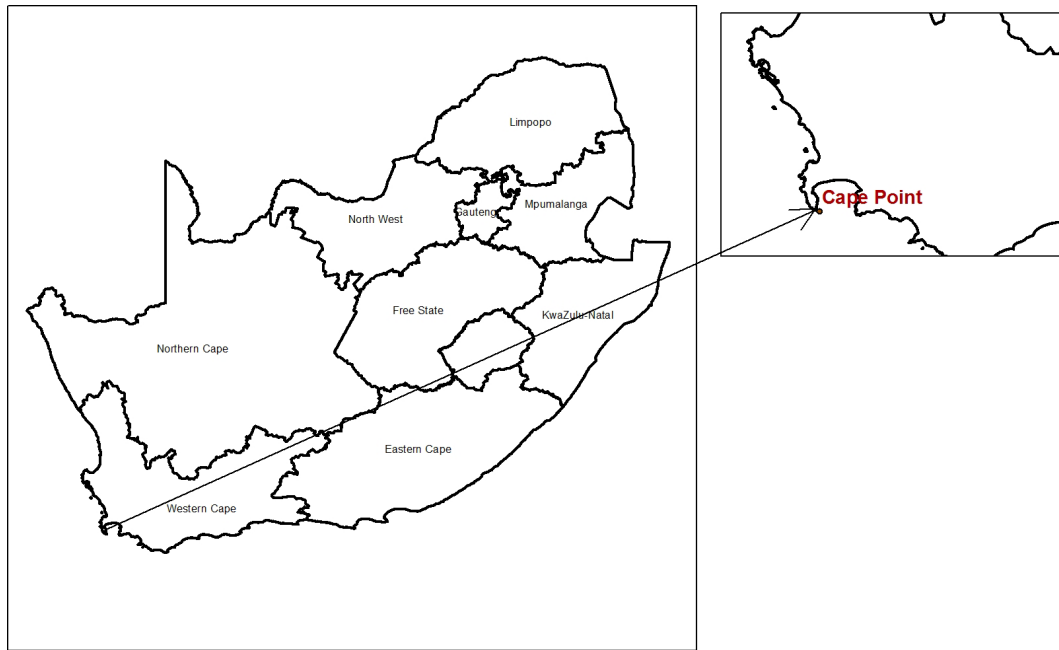 Limpopo
North West
Gauteng
Mpumalanga
Free State
KwaZulu-Natal
Northern Cape
Eastern Cape
Western Cape
Cape Point